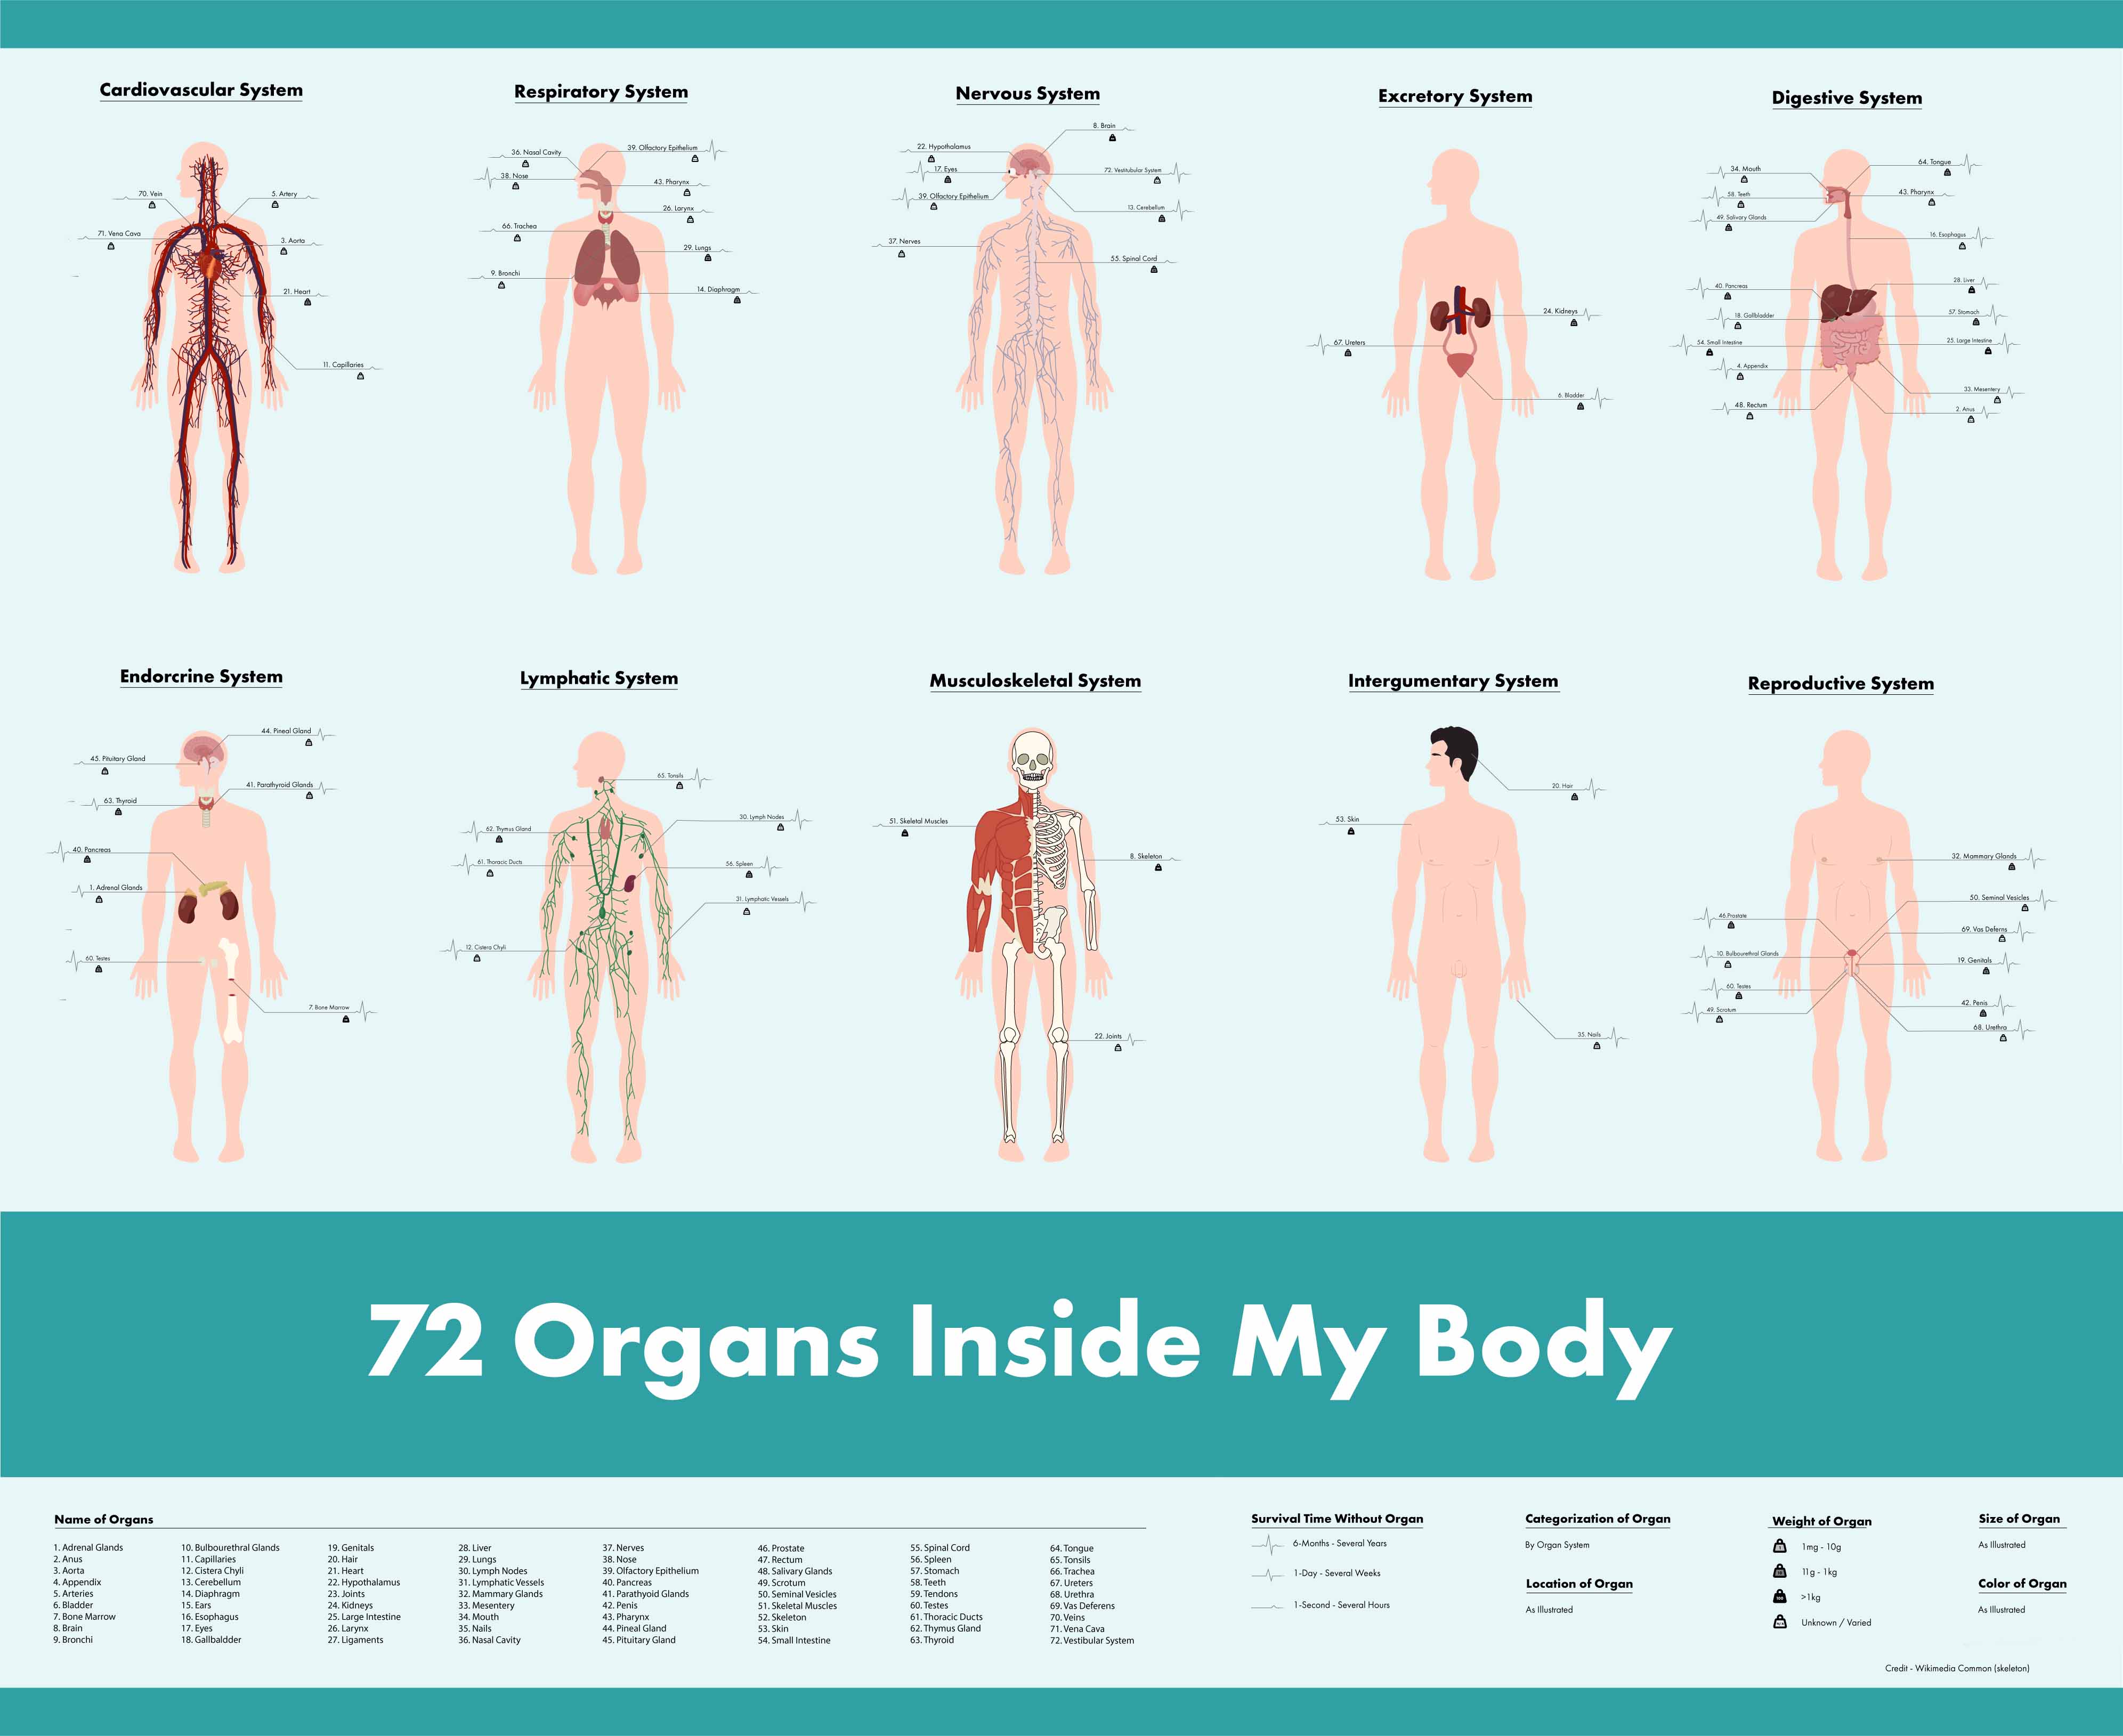 Cardiovascular System
70. Vein
5. Artery
71. Vena Cava
3. Aorta
21. Heart
11. Capillaries
Respiratory System
36. Nasal Cavity
39. Olfactory Epithelium
38. Nose
43. Pharynx
26. Larynx
66. Trachea
29. Lungs
9. Bronchi
14. Diaphragm
Nervous System
8. Brain
22. Hypothalamus
17. Eyes
72. Vestitubular System
39. Olfactory Epithelium
13. Cerebellum
37. Nerves
55. Spinal Cord
Excretory System
24. Kidneys
67. Ureters
6. Bladder
Digestive System
64. Tongue
34. Mouth
58. Teeth
43. Pharynx
49. Salivary Glands
16. Esophagus
28. Liver
40. Pancreas
18. Gallbladder
57. Stomach
54. Small Intestine
25. Large Intestine
4. Appendix
33. Mesentery
48. Rectum
2. Anus
Endorcrine System
44. Pineal Gland
45. Pituitary Gland
41. Parathyroid Glands
63. Thyroid
40. Pancreas
1. Adrenal Glands
60. Testes
7. Bone Marrow
Lymphatic System
65. Tonsils
30. Lymph Nodes
62. Thymus Gland
61. Thoracic Ducts
56. Spleen
31. Lymphatic Vessels
12. Cistera Chyli
Musculoskeletal System
51. Skeletal Muscles
8. Skeleton
22. Joints
Intergumentary System
20. Hair
53. Skin
35. Nails
Reproductive System
32. Mammary Glands
50. Seminal Vesicles
46.Prostate
69. Vas Deferns
10. Bulbourethral Glands
19. Genitals
60. Testes
42. Penis
49. Scrotum
68. Urethra
72 Organs Inside My Body
Name of Organs
1. Adrenal Glands
2. Anus
3. Aorta
4. Appendix
5. Arteries
6. Bladder
7. Bone Marrow
8. Brain
9. Bronchi
10. Bulbourethral Glands
11. Capillaries
12. Cistera Chyli
13. Cerebellum
14. Diaphragm
15. Ears
16. Esophagus
17. Eyes
18. Gallbaldder
19. Genitals
20. Hair
21. Heart
22. Hypothalamus
23. Joints
24. Kidneys
25. Large Intestine
26. Larynx
27. Ligaments
28. Liver
29. Lungs
30. Lymph Nodes
31. Lymphatic Vessels
32. Mammary Glands
33. Mesentery
34. Mouth
35. Nails
36. Nasal Cavity
37. Nerves
38. Nose
39. Olfactory Epithelium
40. Pancreas
41. Parathyoid Glands
42. Penis
43. Pharynx
44. Pineal Gland
45. Pituitary Gland
46. Prostate
47. Rectum
48. Salivary Glands
49. Scrotum
50. Seminal Vesicles
51. Skeletal Muscles
52. Skeleton
53. Skin
54. Small Intestine
55. Spinal Cord
56. Spleen
57. Stomach
58. Teeth
59. Tendons
60. Testes
61. Thoracic Ducts
62. Thymus Gland
63. Thyroid
64. Tongue
65. Tonsils
66. Trachea
67. Ureters
68. Urethra
69. Vas Deferens
70. Veins
71. Vena Cava
72. Vestibular System
Survival Time Without Organ
6-Months - Several Years
1-Day - Several Weeks
1-Second - Several Hours
Categorization of Organ
By Organ System
Location of Organ
As Illustrated
Weight of Organ
1mg - 10g
11g - 1kg
>1kg
Unknown / Varied
Size of Organ
As Illustrated
Color of Organ
As Illustrated
Credit - Wikimedia Common (skeleton)